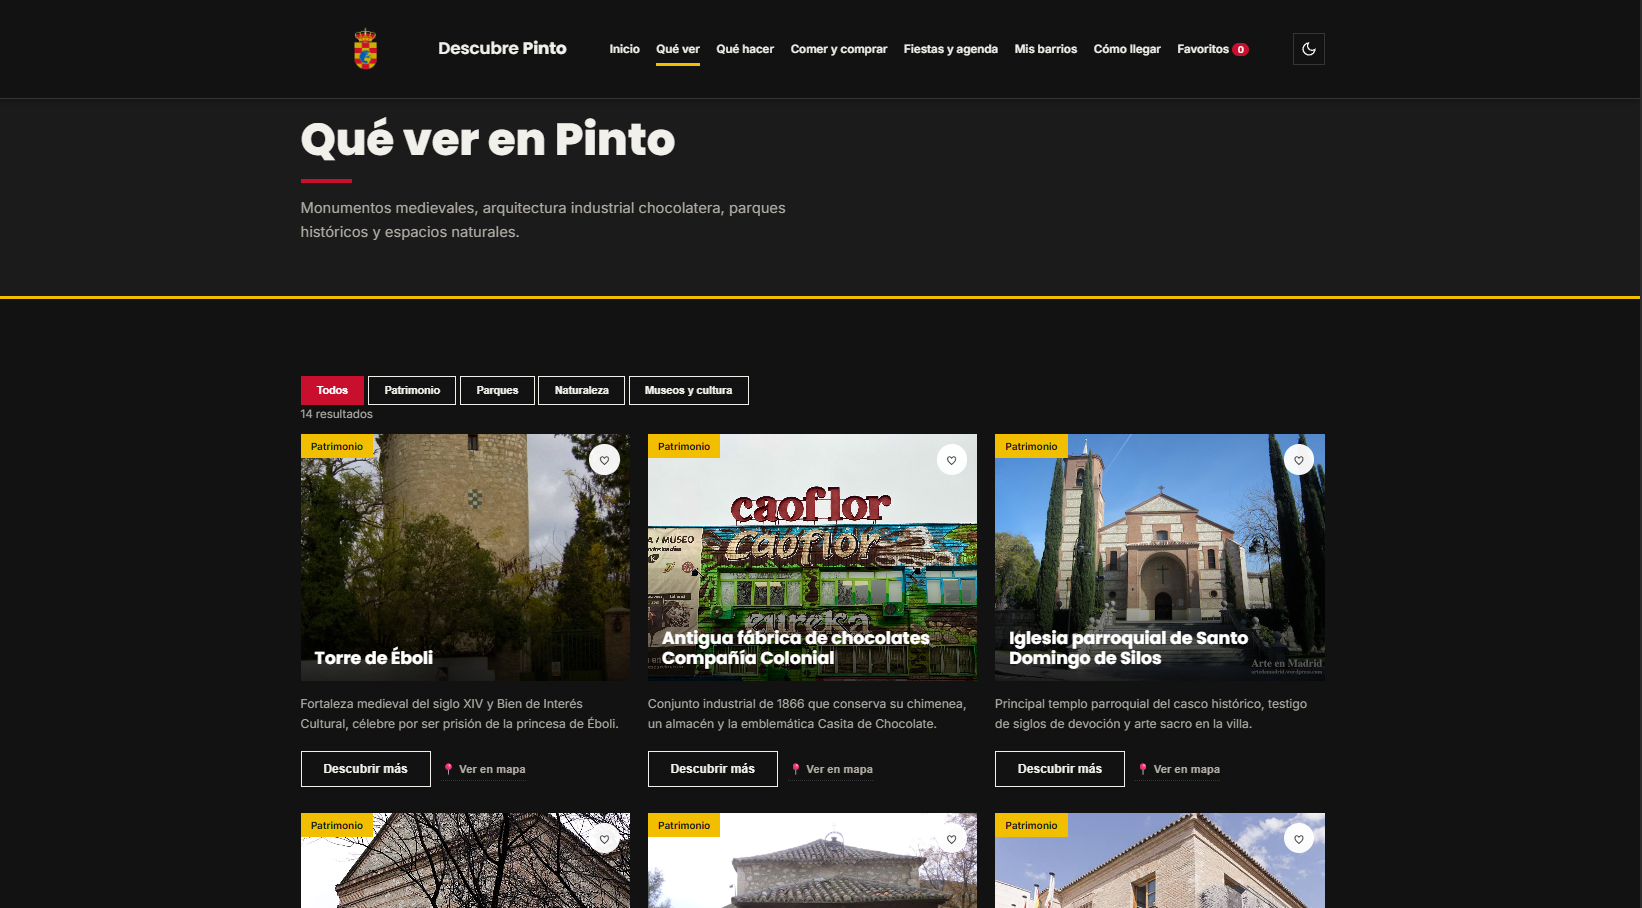 Descubre Pinto
Inicio Qué ver Qué hacer Comer y comprar Fiestas y agenda Mis barrios Cómo llegar Favoritos 0
Qué ver en Pinto
Monumentos medievales, arquitectura industrial chocolatera, parques
históricos y espacios naturales.
Todos Patrimonio Parques Naturaleza Museos y cultura
14 resultados
Patrimonio
Torre de Éboli
Fortaleza medieval del siglo XIV y Bien de Interés
Cultural, célebre por ser prisión de la princesa de Éboli.
Descubrir más Ver en mapa
Patrimonio
caoflor
Caoflor
A / MUSEO
eureka
Antigua fábrica de chocolates
Compañía Colonial
Conjunto industrial de 1866 que conserva su chimenea,
un almacén y la emblemática Casita de Chocolate.
Descubrir más Ver en mapa
Patrimonio
Iglesia parroquial de Santo
Domingo de Silos
Arte en Madrid
artedemadrid.wordpress.com
Principal templo parroquial del casco histórico, testigo
de siglos de devoción y arte sacro en la villa.
Descubrir más Ver en mapa
Patrimonio
Patrimonio
Patrimonio